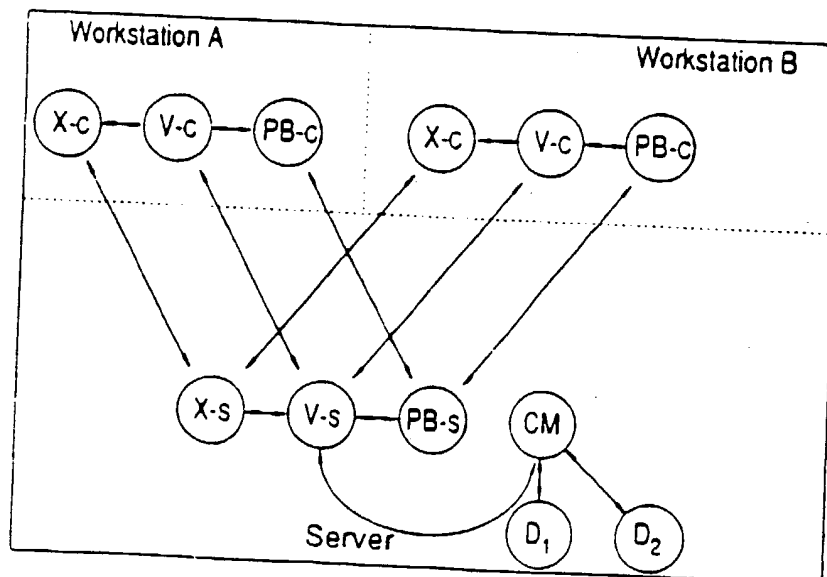 Workstation A
Workstation B
X-c
V-c
PB-c
X-c
V-c
PB-c
X-s
V-s
PB-s
CM
Server
D1
D2